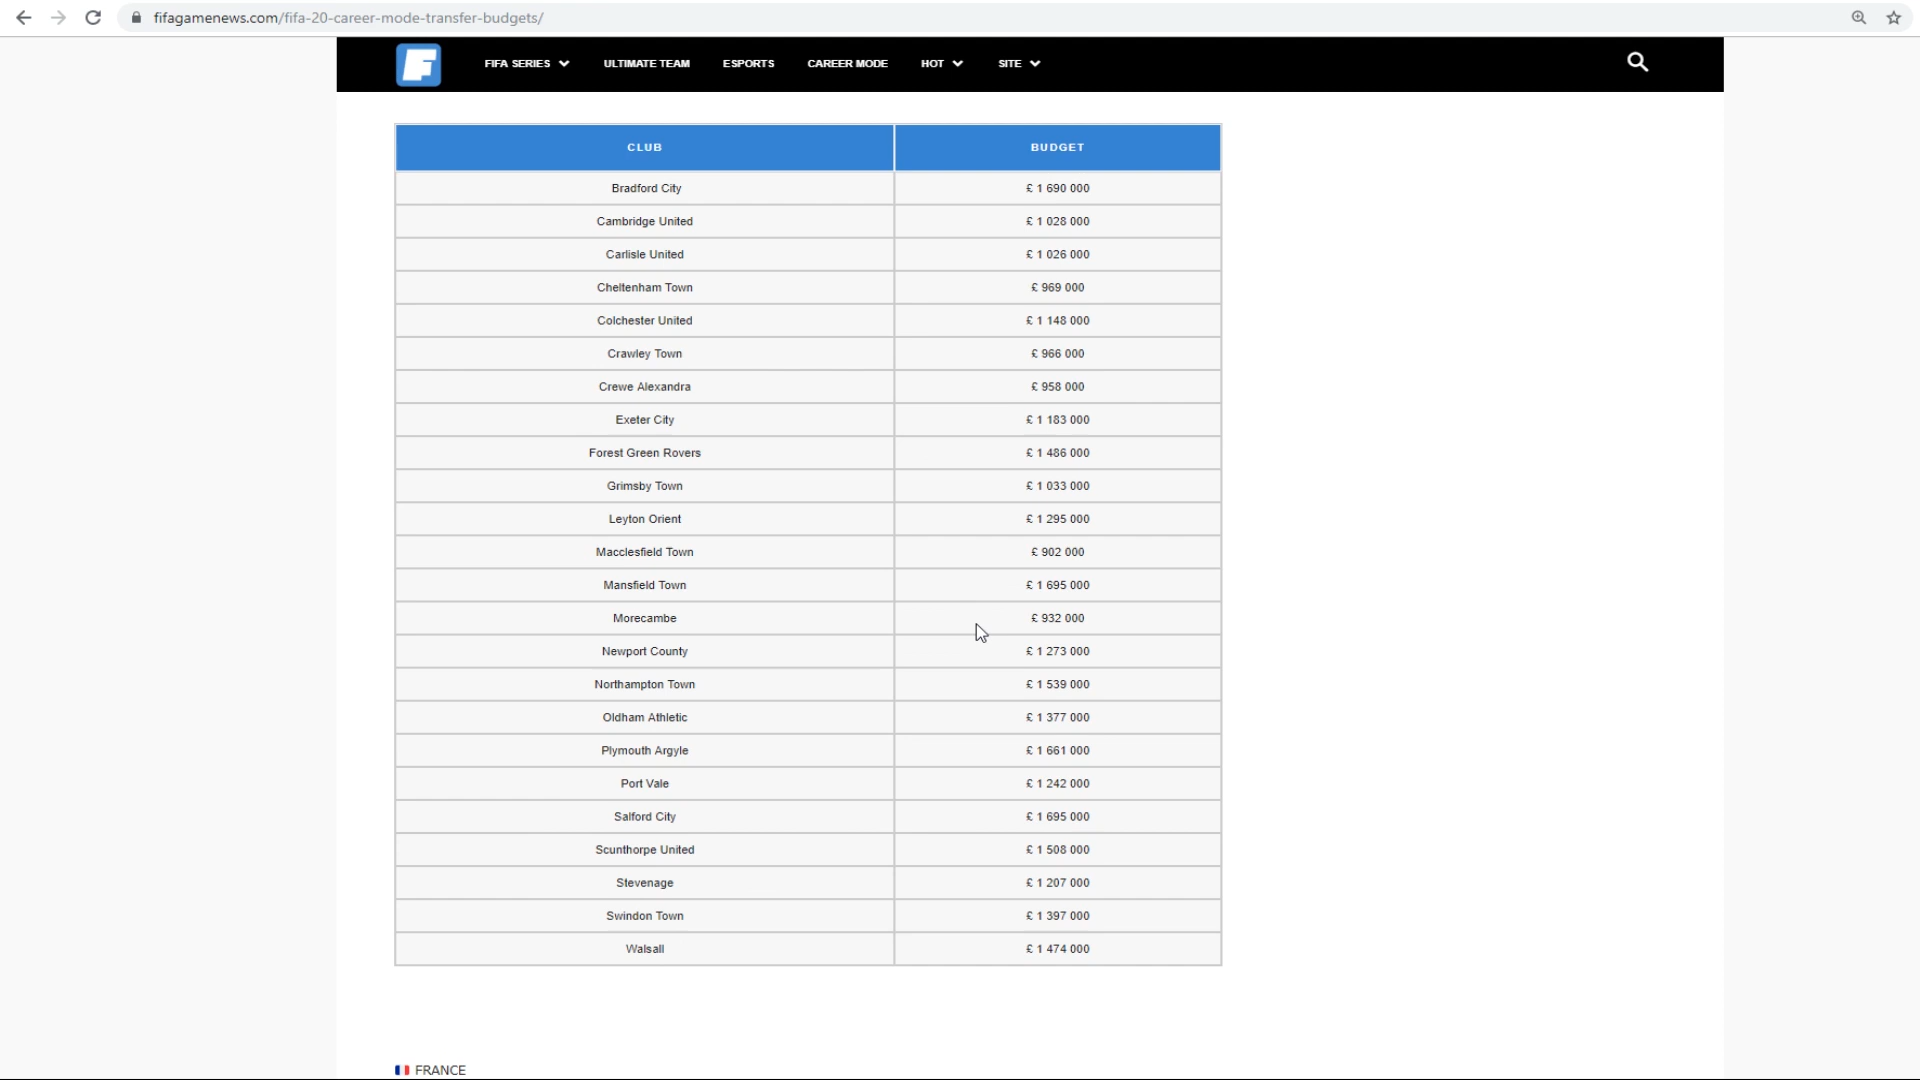 fifagamenews.com/fifa-20-career-mode-transfer-budgets/
FIFA SERIES ULTIMATE TEAM ESPORTS CAREER MODE HOT SITE
CLUB BUDGET
Bradford City £ 1 690 000
Cambridge United £ 1 028 000
Carlisle United £ 1 026 000
Cheltenham Town £ 969 000
Colchester United £ 1 148 000
Crawley Town £ 966 000
Crewe Alexandra £ 958 000
Exeter City £ 1 183 000
Forest Green Rovers £ 1 486 000
Grimsby Town £ 1 033 000
Leyton Orient £ 1 295 000
Macclesfield Town £ 902 000
Mansfield Town £ 1 695 000
Morecambe £ 932 000
Newport County £ 1 273 000
Northampton Town £ 1 539 000
Oldham Athletic £ 1 377 000
Plymouth Argyle £ 1 661 000
Port Vale £ 1 242 000
Salford City £ 1 695 000
Scunthorpe United £ 1 508 000
Stevenage £ 1 207 000
Swindon Town £ 1 397 000
Walsall £ 1 474 000
FRANCE